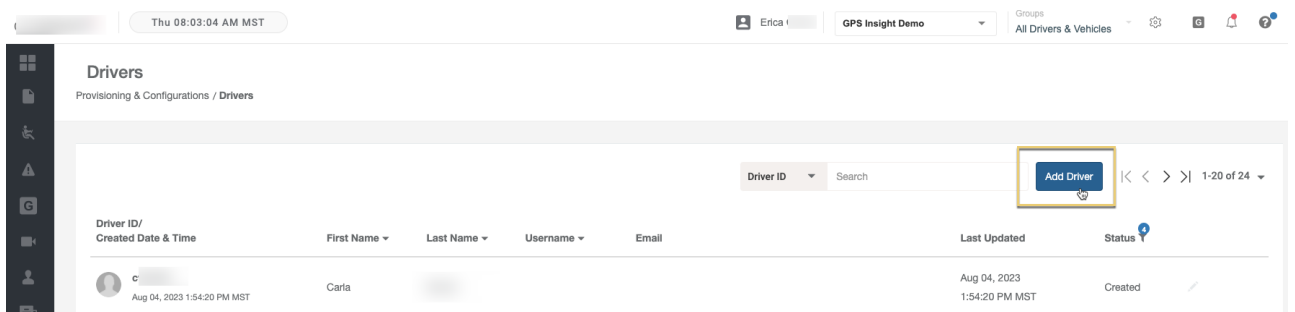 Thu 08:03:04 AM MST
Erica
GPS Insight Demo
Groups
All Drivers & Vehicles
G
?
Drivers
Provisioning & Configurations / Drivers
Driver ID
Search
Add Driver
1-20 of 24
G
Driver ID/
Created Date & Time
First Name
Last Name
Username
Email
Last Updated
Status
4
Aug 04, 2023 1:54:20 PM MST
Carla
Aug 04, 2023
1:54:20 PM MST
Created